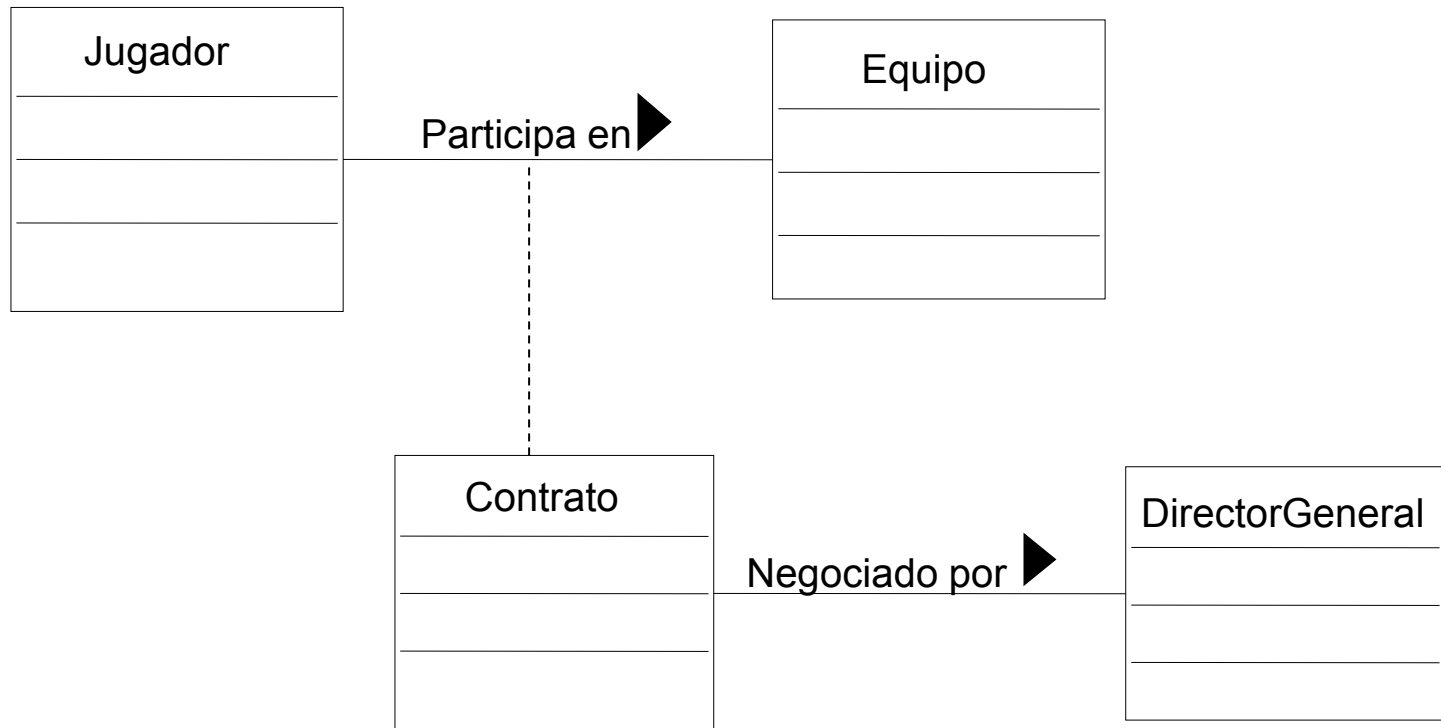 Jugador
Equipo
Participa en
Contrato
DirectorGeneral
Negociado por